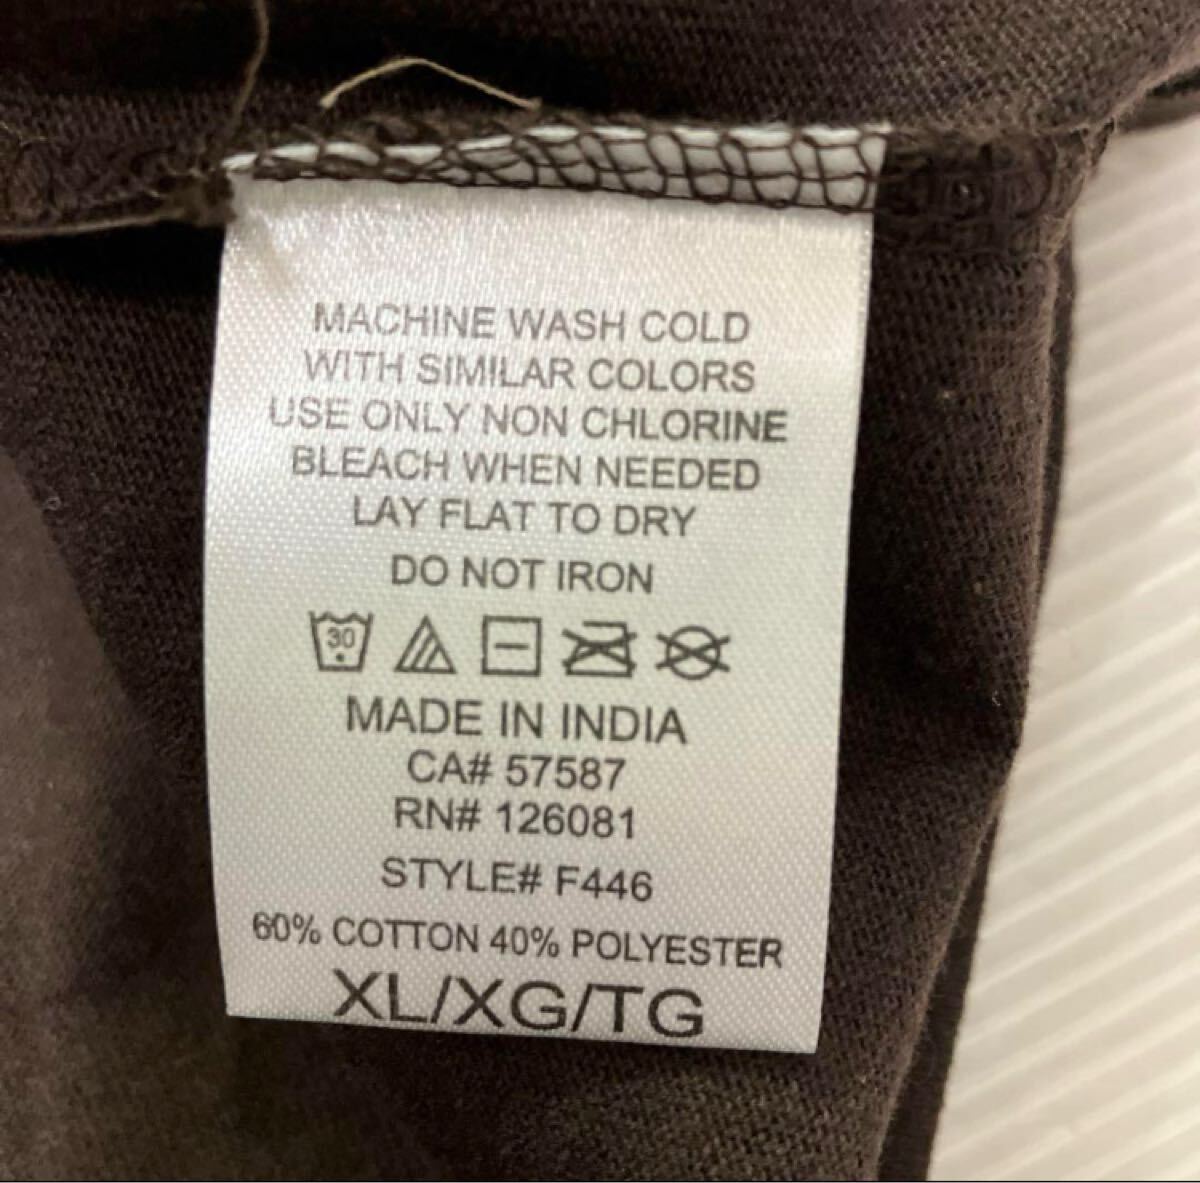 MACHINE WASH COLD
WITH SIMILAR COLORS
USE ONLY NON CHLORINE
BLEACH WHEN NEEDED
LAY FLAT TO DRY
DO NOT IRON
30
MADE IN INDIA
CA# 57587
RN# 126081
STYLE# F446
60% COTTON 40% POLYESTER
XL/XG/TG